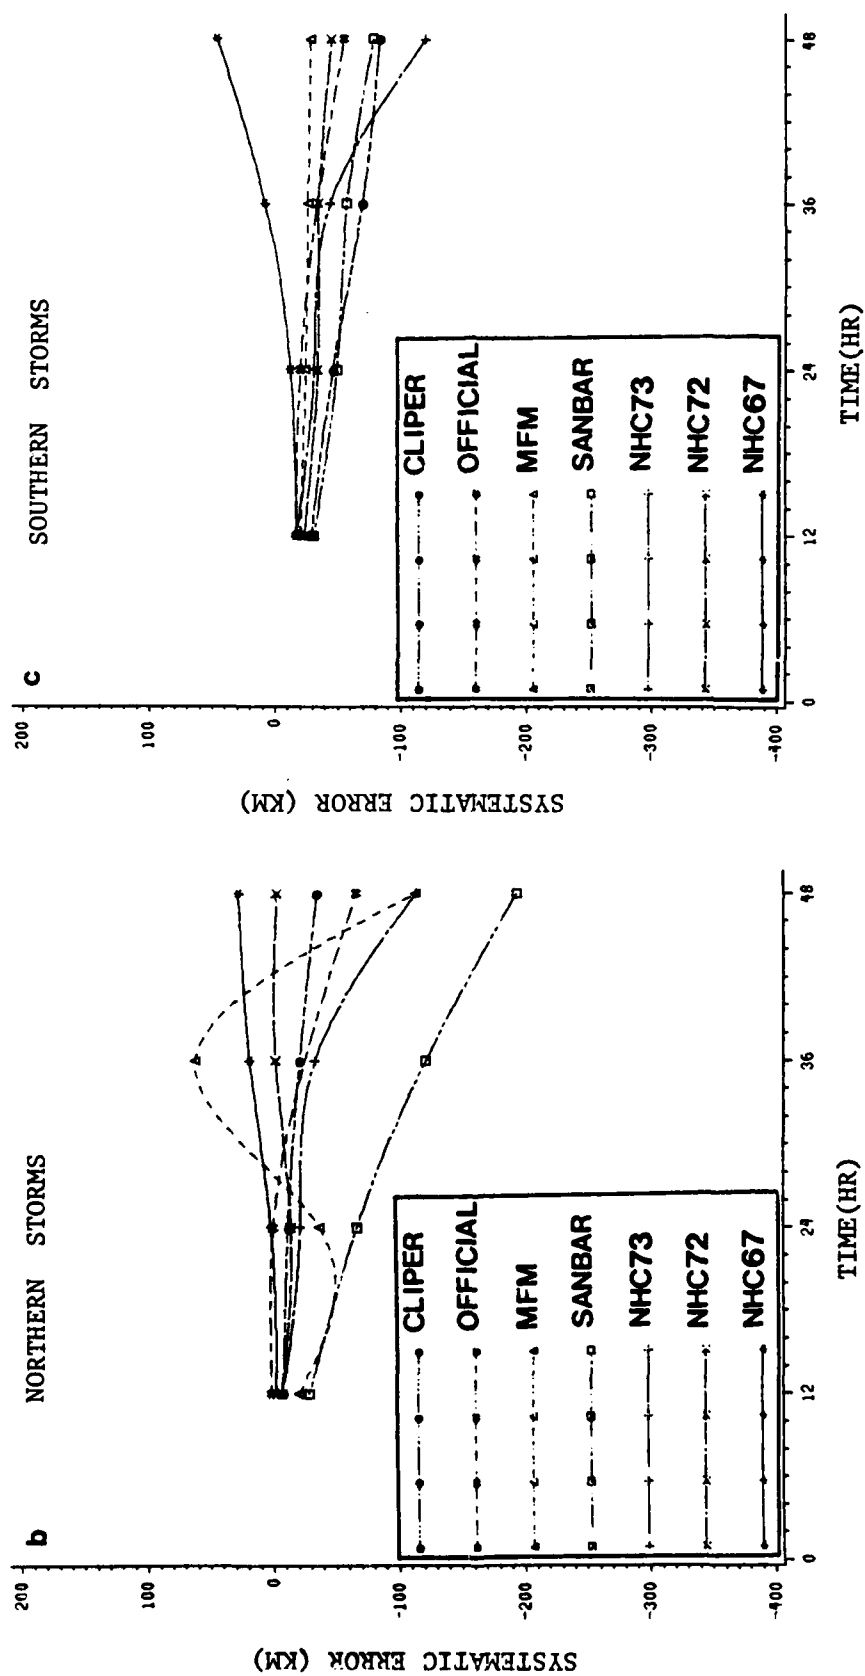 b
NORTHERN STORMS
SYSTEMATIC ERROR (KM)
200
100
0
-100
-200
-300
-400
0
12
24
36
48
TIME(HR)
CLIPER
OFFICIAL
MFM
SANBAR
NHC73
NHC72
NHC67
c
SOUTHERN STORMS
SYSTEMATIC ERROR (KM)
200
100
0
-100
-200
-300
-400
0
12
24
36
48
TIME(HR)
CLIPER
OFFICIAL
MFM
SANBAR
NHC73
NHC72
NHC67